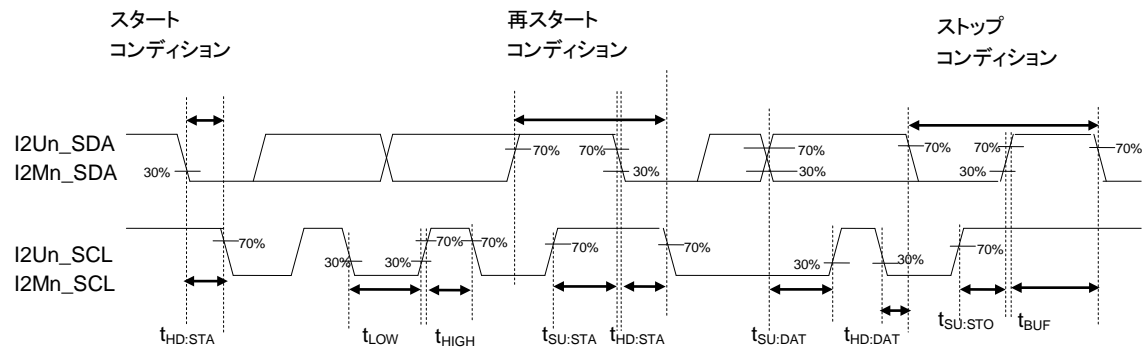 スタート
コンディション
再スタート
コンディション
ストップ
コンディション
I2Un_SDA
I2Mn_SDA
30%
70%
70%
30%
70%
30%
70%
30%
70%
70%
I2Un_SCL
I2Mn_SCL
70%
30%
30%
70%
70%
70%
70%
30%
30%
70%
tHD:STA
tLOW
tHIGH
tSU:STA
tHD:STA
tSU:DAT
tHD:DAT
tSU:STO
tBUF